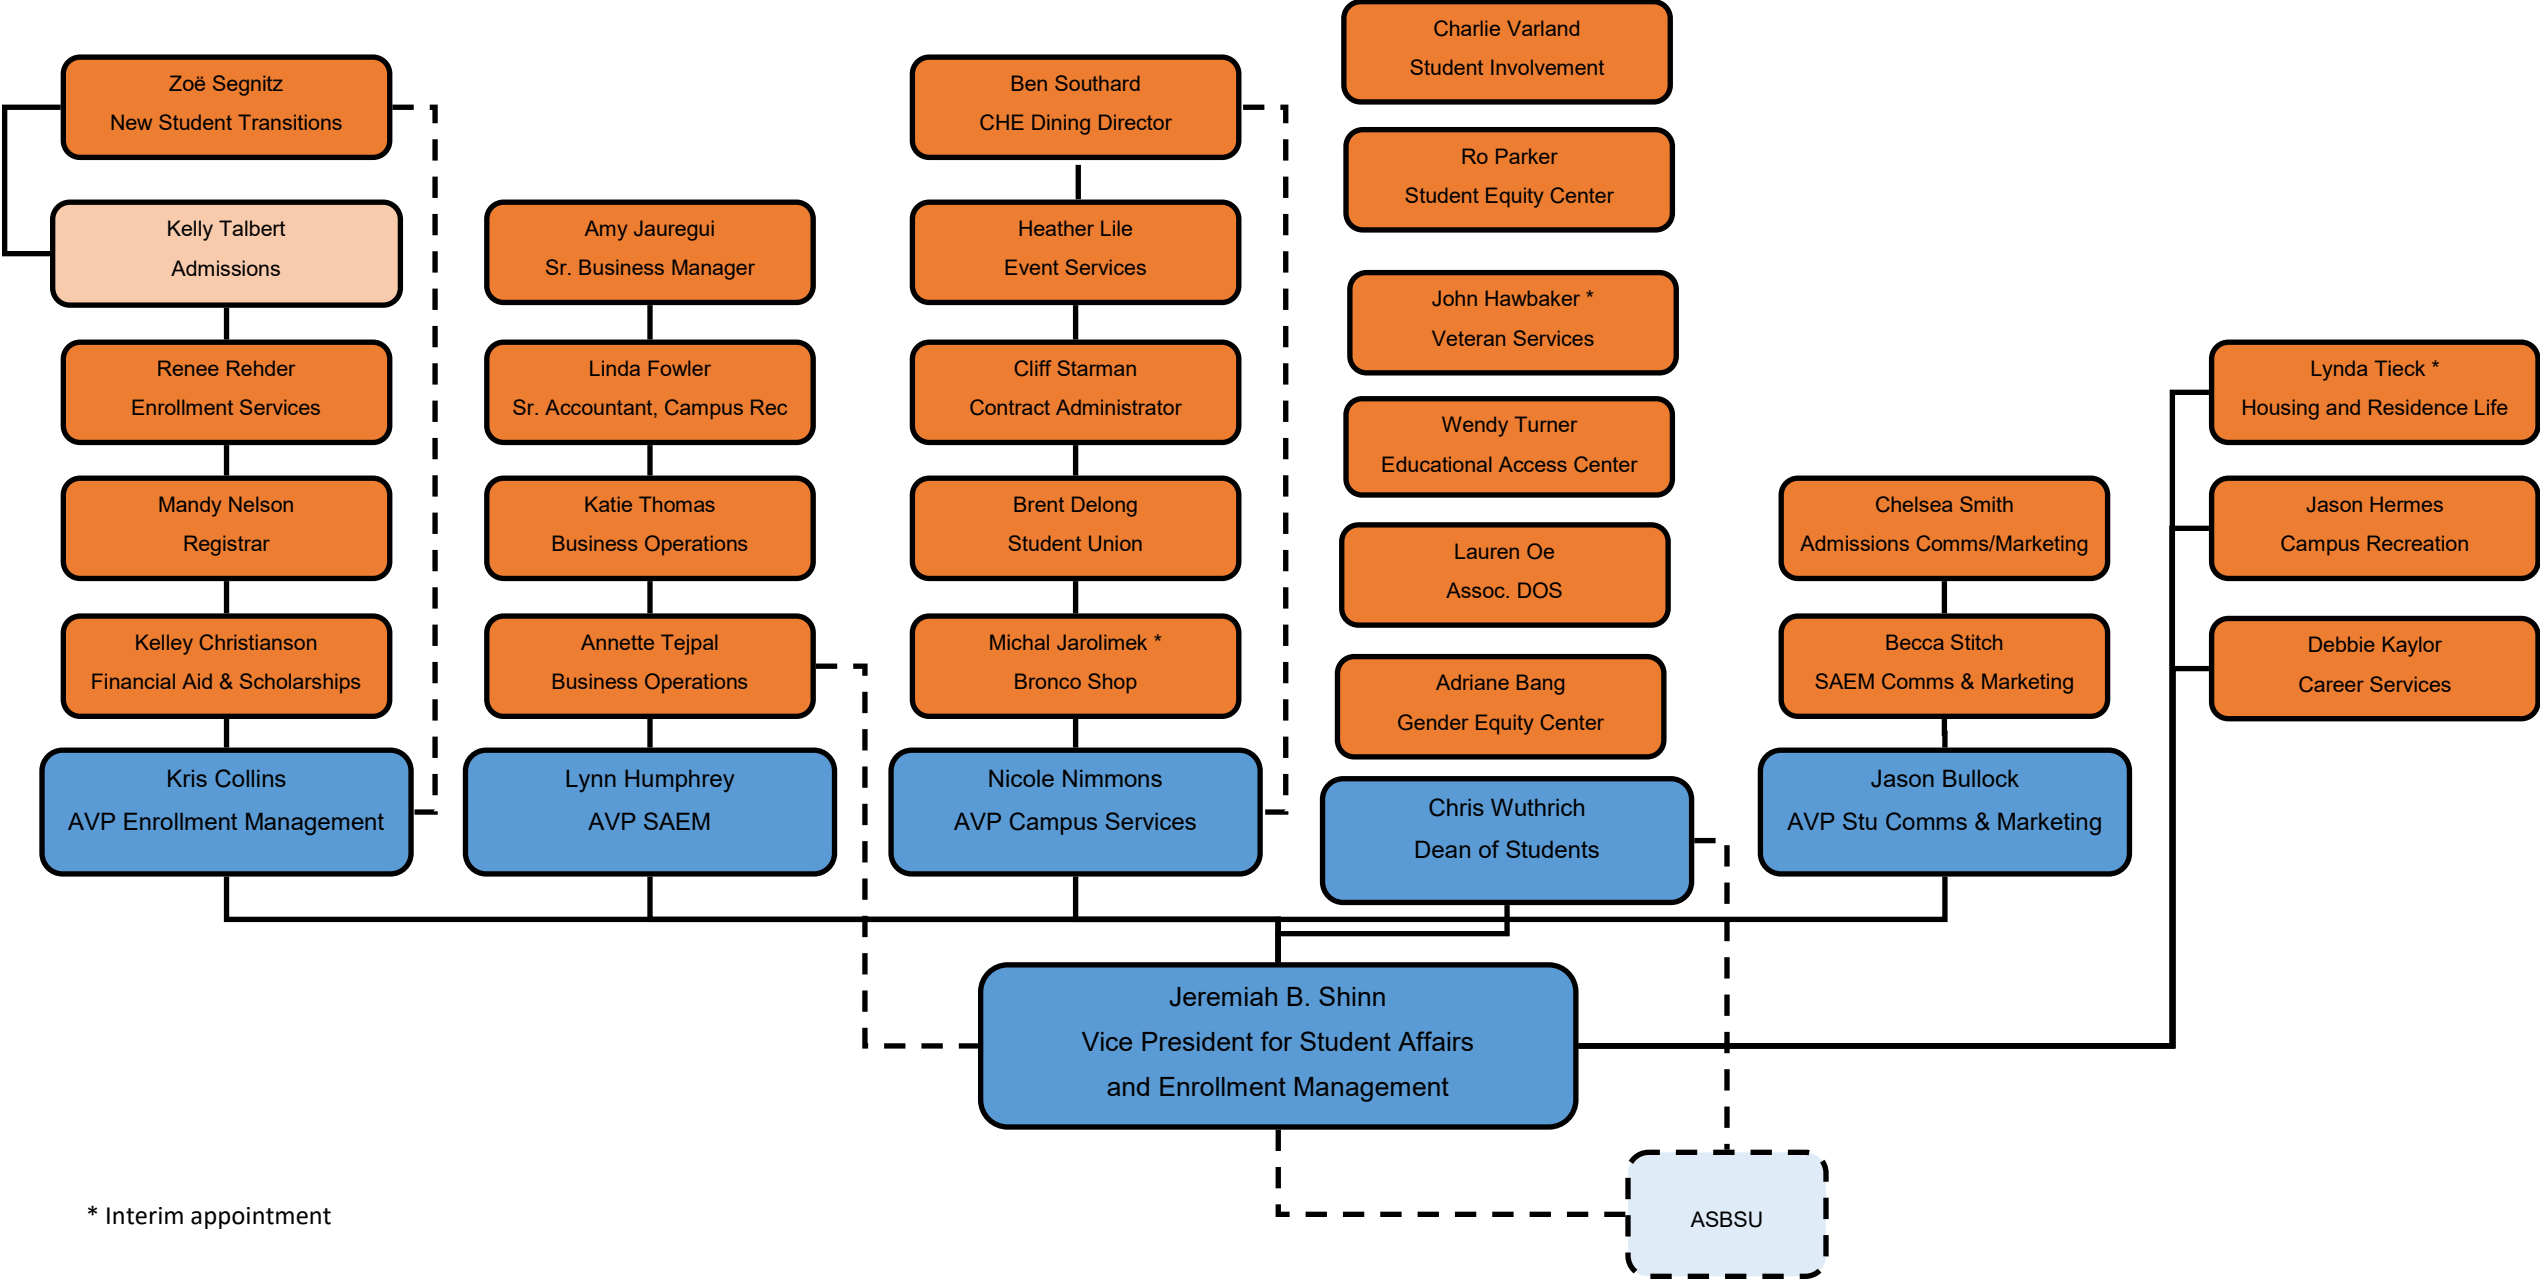 Zoë Segnitz
New Student Transitions
Kelly Talbert
Admissions
Renee Rehder
Enrollment Services
Mandy Nelson
Registrar
Kelley Christianson
Financial Aid & Scholarships
Kris Collins
AVP Enrollment Management
Amy Jauregui
Sr. Business Manager
Linda Fowler
Sr. Accountant, Campus Rec
Katie Thomas
Business Operations
Annette Tejpal
Business Operations
Lynn Humphrey
AVP SAEM
Ben Southard
CHE Dining Director
Heather Lile
Event Services
Cliff Starman
Contract Administrator
Brent Delong
Student Union
Michal Jarolimek *
Bronco Shop
Nicole Nimmons
AVP Campus Services
Charlie Varland
Student Involvement
Ro Parker
Student Equity Center
John Hawbaker *
Veteran Services
Wendy Turner
Educational Access Center
Lauren Oe
Assoc. DOS
Adriane Bang
Gender Equity Center
Chris Wuthrich
Dean of Students
Chelsea Smith
Admissions Comms/Marketing
Becca Stitch
SAEM Comms & Marketing
Jason Bullock
AVP Stu Comms & Marketing
Lynda Tieck *
Housing and Residence Life
Jason Hermes
Campus Recreation
Debbie Kaylor
Career Services
Jeremiah B. Shinn
Vice President for Student Affairs
and Enrollment Management
* Interim appointment
ASBSU